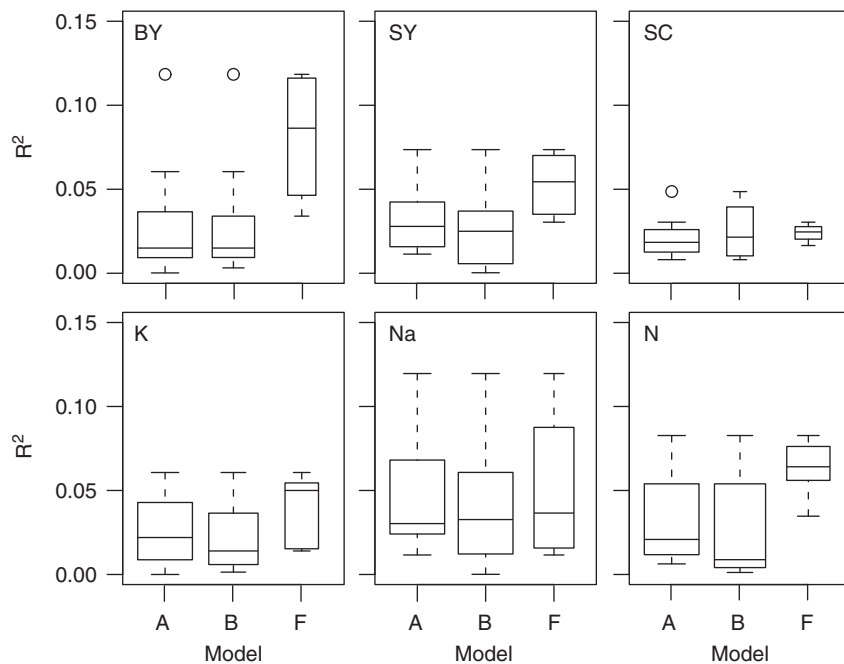 0.15
0.10
0.05
0.00
R²
BY
SY
SC
0.15
0.10
0.05
0.00
R²
K
Na
N
A B F
A B F
A B F
Model
Model
Model